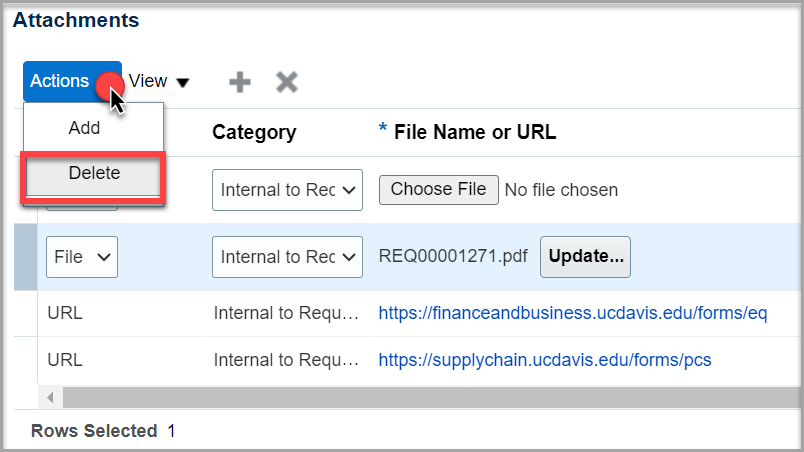 Attachments
Actions View
Add
Delete
Category * File Name or URL
Internal to Rec Choose File No file chosen
File Internal to Rec REQ00001271.pdf Update...
URL Internal to Requ… https://financeandbusiness.ucdavis.edu/forms/eq
URL Internal to Requ… https://supplychain.ucdavis.edu/forms/pcs
Rows Selected 1